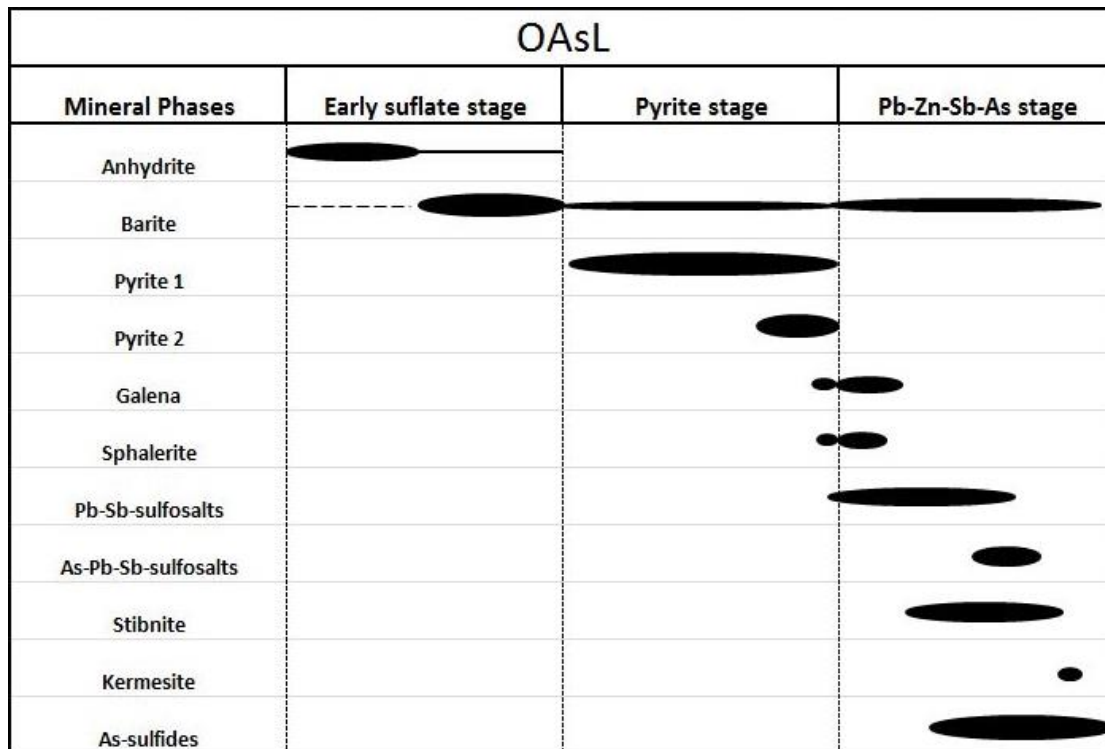 OAsL
Mineral Phases Early suflate stage Pyrite stage Pb-Zn-Sb-As stage
Anhydrite
Barite
Pyrite 1
Pyrite 2
Galena
Sphalerite
Pb-Sb-sulfosalts
As-Pb-Sb-sulfosalts
Stibnite
Kermesite
As-sulfides